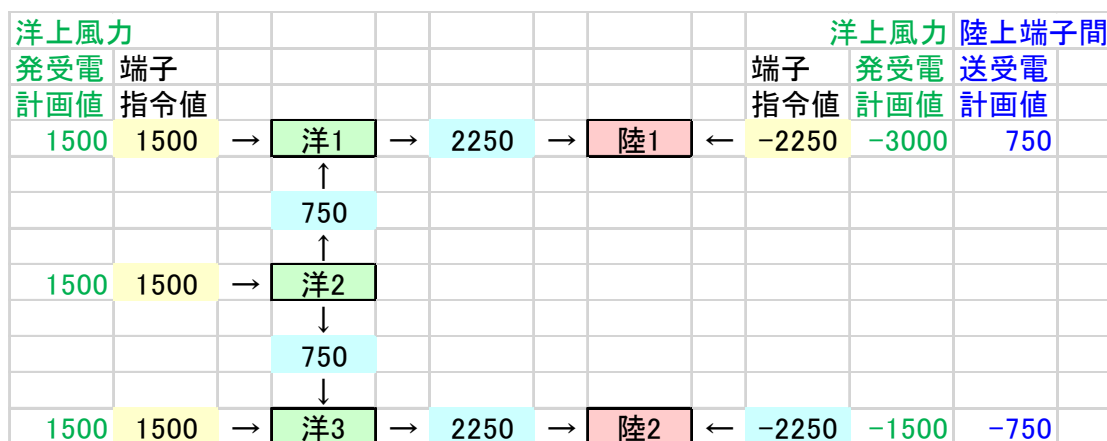 洋上風力 洋上風力 陸上端子間
発受電 端子 端子 発受電 送受電
計画値 指令値 指令値 計画値 計画値
1500 1500 → 洋1 → 2250 → 陸1 ← -2250 -3000 750
↑
750
↑
1500 1500 → 洋2
↓
750
↓
1500 1500 → 洋3 → 2250 → 陸2 ← -2250 -1500 -750